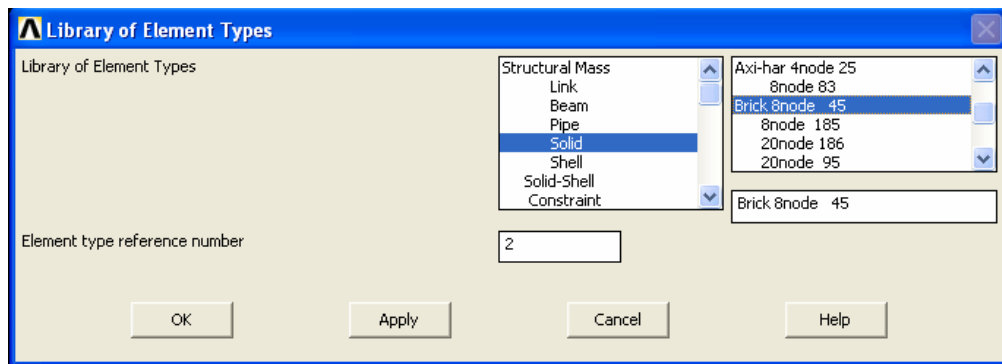 Library of Element Types
Library of Element Types
Structural Mass
Link
Beam
Pipe
Solid
Shell
Solid-Shell
Constraint
Axi-har 4node 25
8node 83
Brick 8node 45
8node 185
20node 186
20node 95
Brick 8node 45
Element type reference number
2
OK
Apply
Cancel
Help